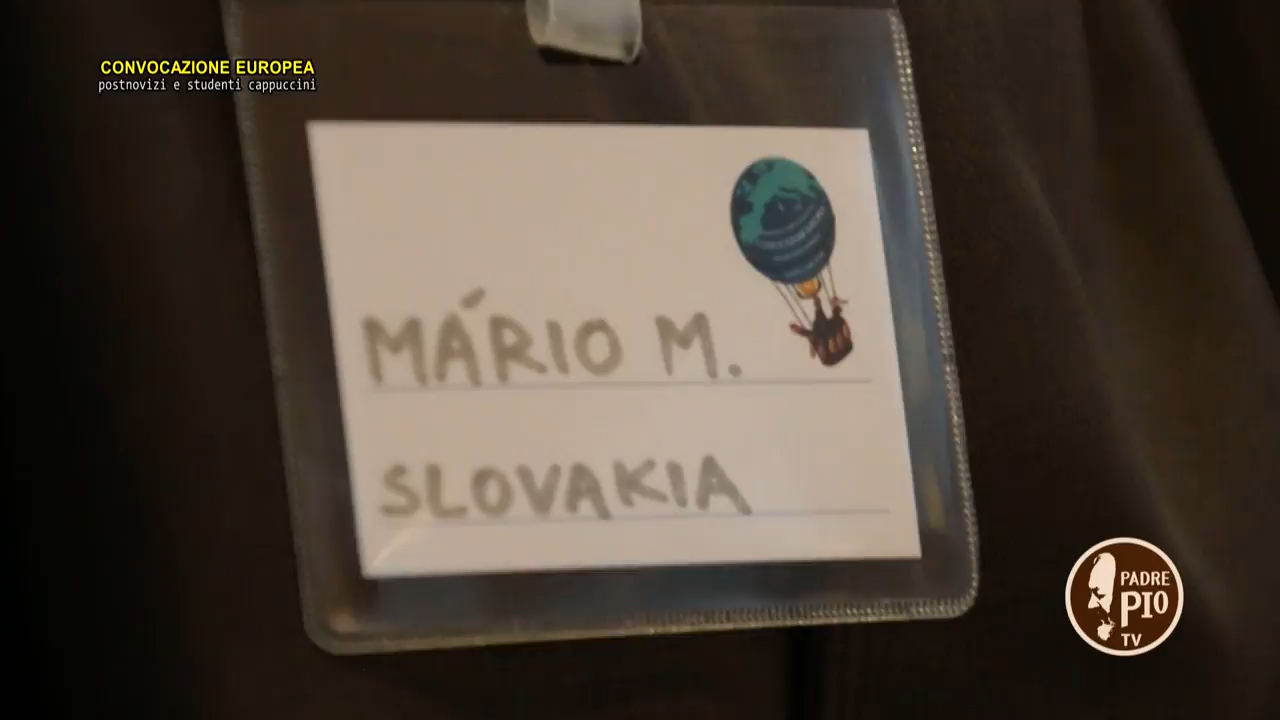 CONVOCAZIONE EUROPEA
postnovizi e studenti cappuccini
MÁRIO M.
SLOVAKIA
PADRE
PIO
TV